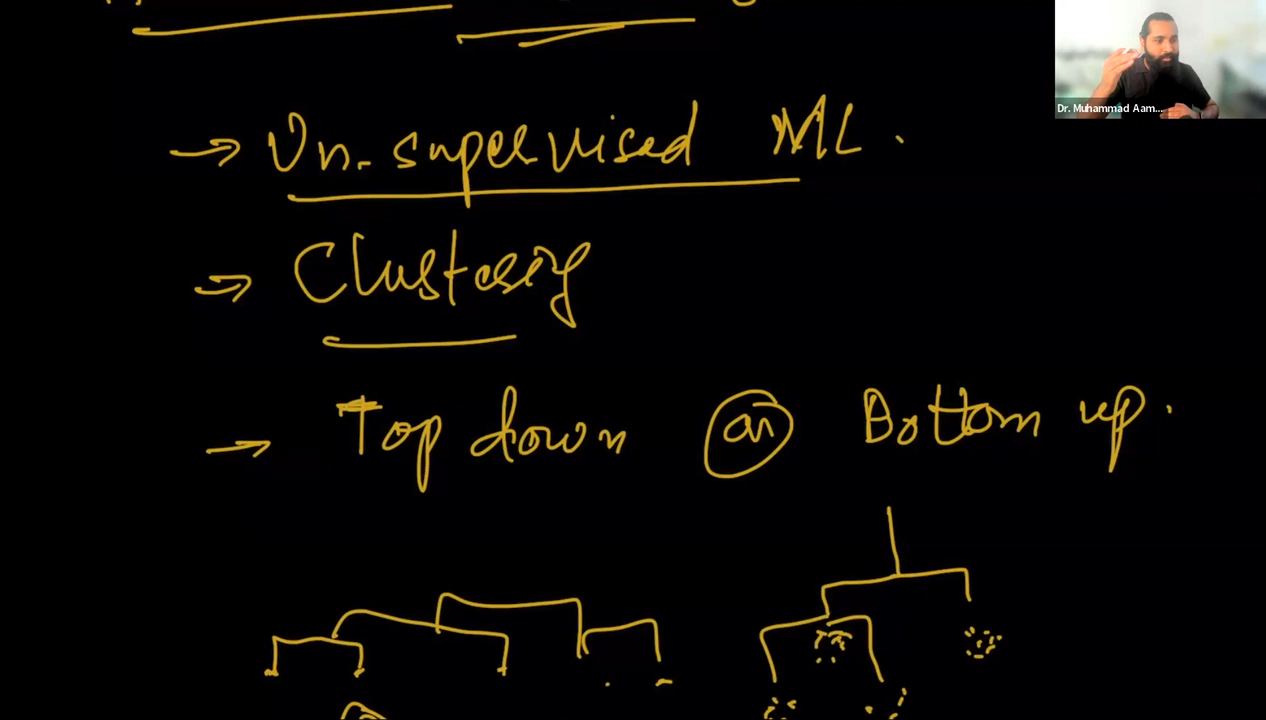 Dr. Muhammad Aam...
→ Un-supervised ML.
→ Clustering
→ Top down or Bottom up.